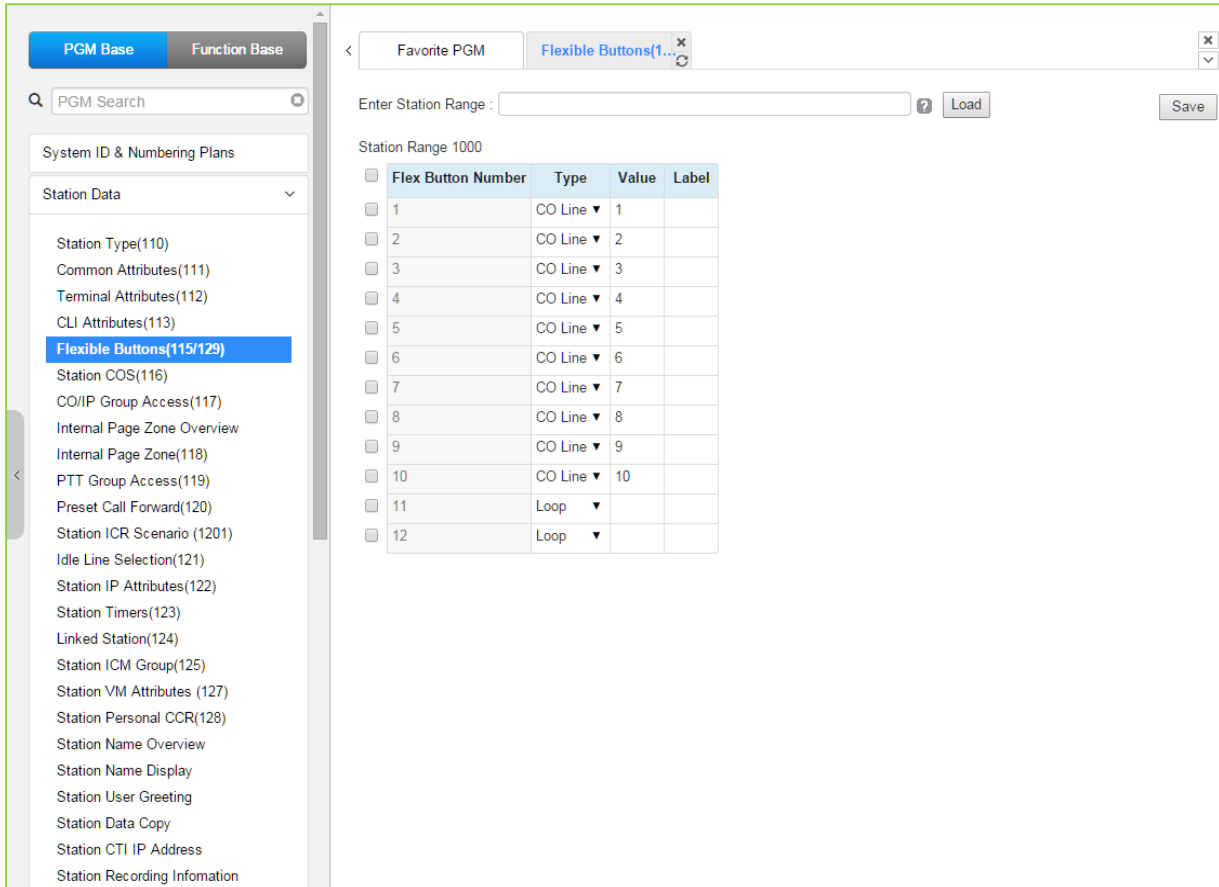 PGM Base Function Base
PGM Search
System ID & Numbering Plans
Station Data
Station Type(110)
Common Attributes(111)
Terminal Attributes(112)
CLI Attributes(113)
Flexible Buttons(115/129)
Station COS(116)
CO/IP Group Access(117)
Internal Page Zone Overview
Internal Page Zone(118)
PTT Group Access(119)
Preset Call Forward(120)
Station ICR Scenario (1201)
Idle Line Selection(121)
Station IP Attributes(122)
Station Timers(123)
Linked Station(124)
Station ICM Group(125)
Station VM Attributes (127)
Station Personal CCR(128)
Station Name Overview
Station Name Display
Station User Greeting
Station Data Copy
Station CTI IP Address
Station Recording Infomation
Favorite PGM Flexible Buttons(1...
Enter Station Range : ? Load Save
Station Range 1000
Flex Button Number Type Value Label
1 CO Line ▼ 1
2 CO Line ▼ 2
3 CO Line ▼ 3
4 CO Line ▼ 4
5 CO Line ▼ 5
6 CO Line ▼ 6
7 CO Line ▼ 7
8 CO Line ▼ 8
9 CO Line ▼ 9
10 CO Line ▼ 10
11 Loop ▼
12 Loop ▼